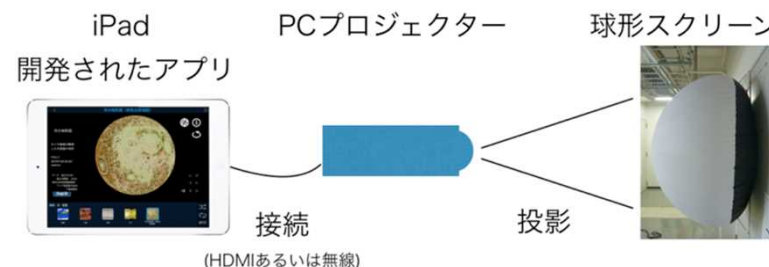 iPad
開発されたアプリ
PCプロジェクター
球形スクリーン
接続
(HDMIあるいは無線)
投影